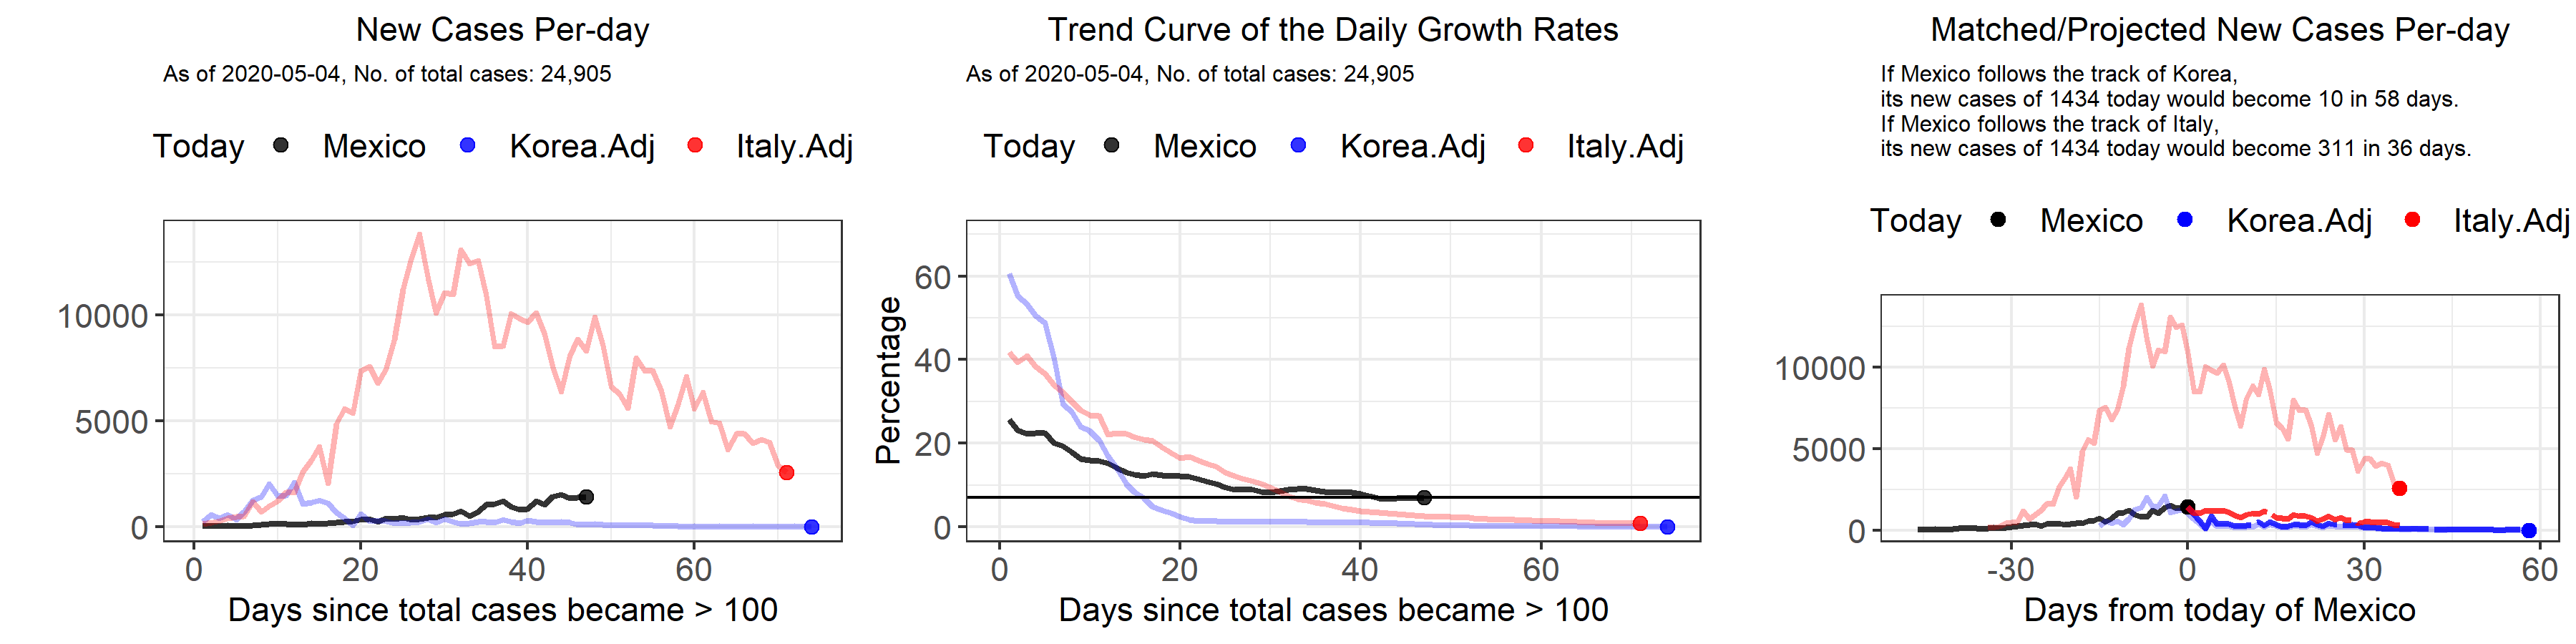 New Cases Per-day
As of 2020-05-04, No. of total cases: 24,905
Today Mexico Korea.Adj Italy.Adj
10000
5000
0
0 20 40 60
Days since total cases became > 100
Trend Curve of the Daily Growth Rates
As of 2020-05-04, No. of total cases: 24,905
Today Mexico Korea.Adj Italy.Adj
Percentage
60
40
20
0
0 20 40 60
Days since total cases became > 100
Matched/Projected New Cases Per-day
If Mexico follows the track of Korea,
its new cases of 1434 today would become 10 in 58 days.
If Mexico follows the track of Italy,
its new cases of 1434 today would become 311 in 36 days.
Today Mexico Korea.Adj Italy.Adj
10000
5000
0
-30 0 30 60
Days from today of Mexico